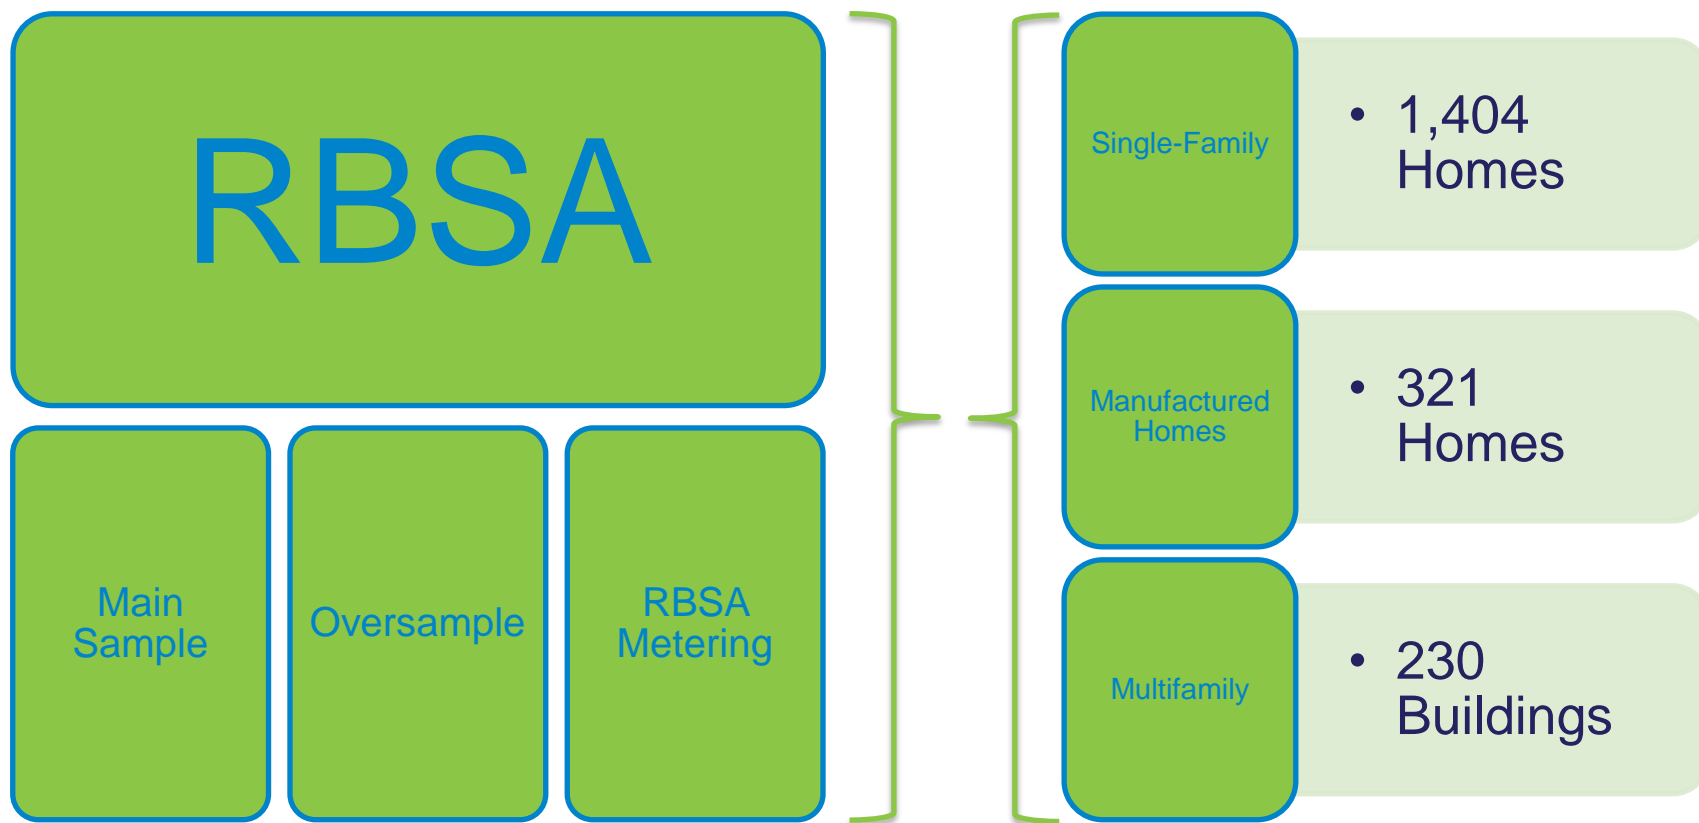 RBSA
Main
Sample
Oversample
RBSA
Metering
Single-Family
• 1,404
Homes
Manufactured
Homes
• 321
Homes
Multifamily
• 230
Buildings